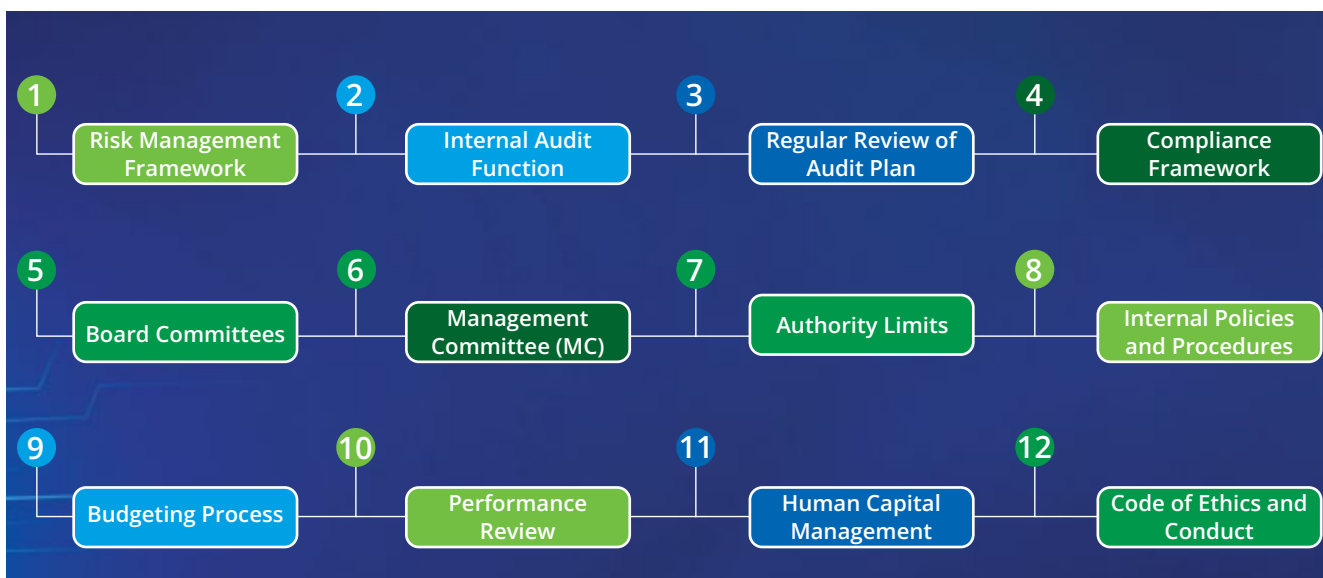 1
Risk Management
Framework
2
Internal Audit
Function
3
Regular Review of
Audit Plan
4
Compliance
Framework
5
Board Committees
6
Management
Committee (MC)
7
Authority Limits
8
Internal Policies
and Procedures
9
Budgeting Process
10
Performance
Review
11
Human Capital
Management
12
Code of Ethics and
Conduct